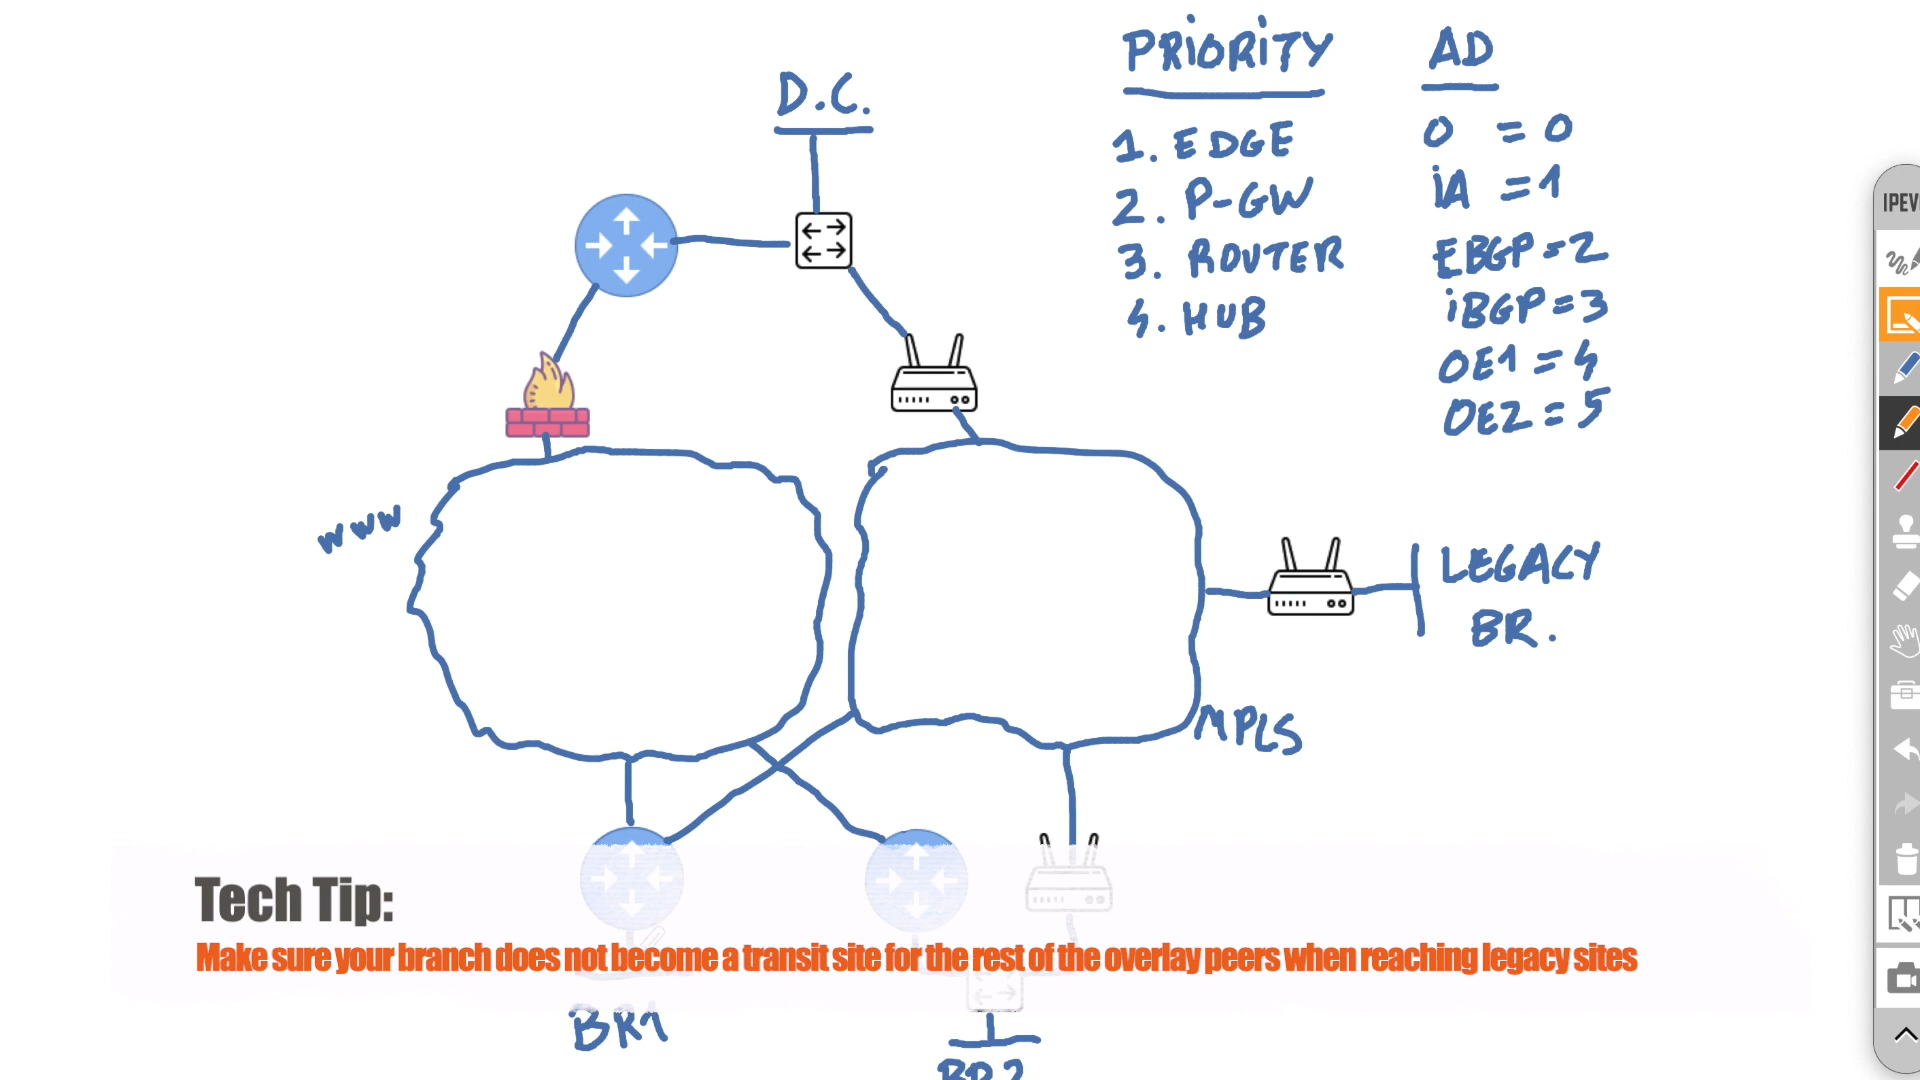 PRIORITY
1. EDGE
2. P-GW
3. ROUTER
4. HUB
AD
O = 0
iA = 1
EBGP = 2
iBGP = 3
OE1 = 4
OE2 = 5
D.C.
www
LEGACY
BR.
MPLS
Tech Tip:
Make sure your branch does not become a transit site for the rest of the overlay peers when reaching legacy sites
BR1
BR2
IPEV